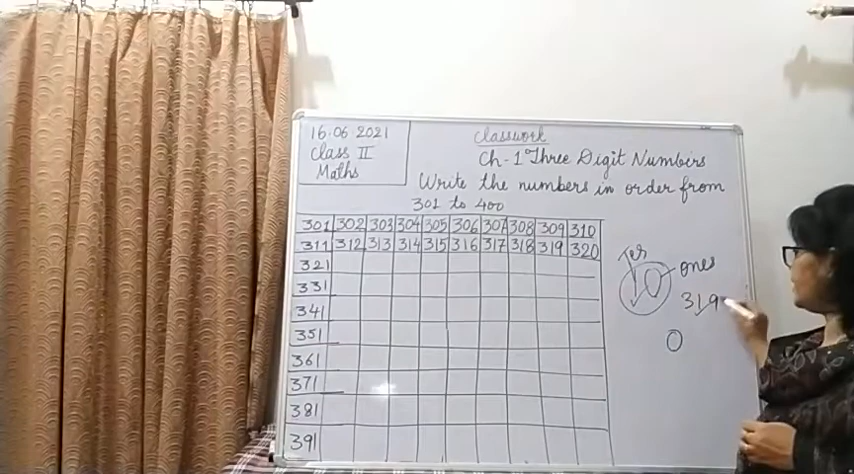 16.06 2021
Class II
Maths
Classwork
Ch-1 Three Digit Numbers
Write the numbers in order from
301 to 400
301 302 303 304 305 306 307 308 309 310
311 312 313 314 315 316 317 318 319 320
321
331
341
351
361
371
381
391
ones
10
319
0